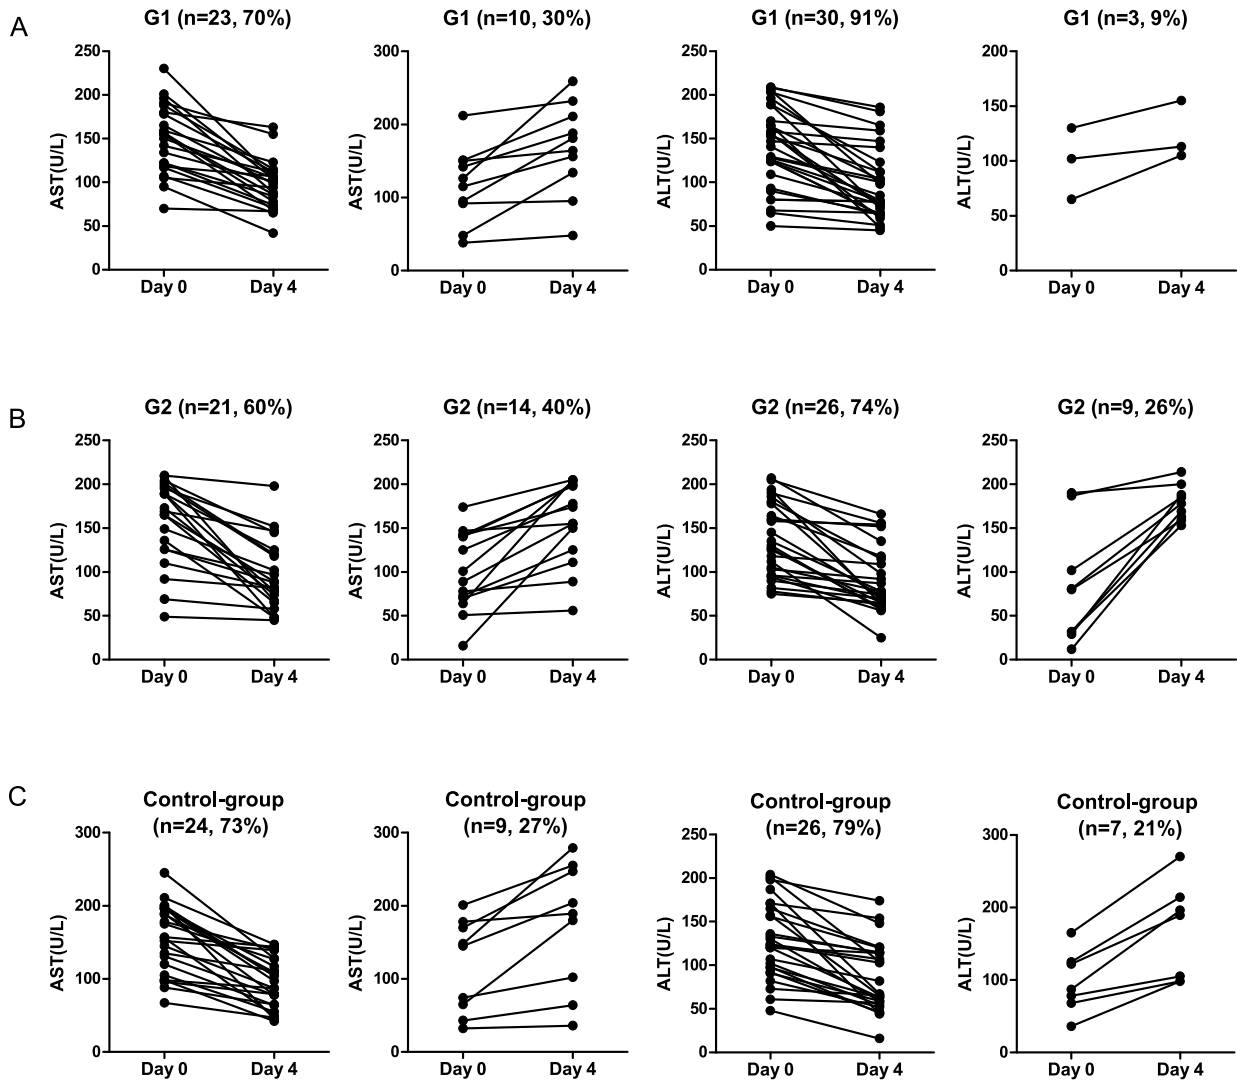 A
G1 (n=23, 70%)
G1 (n=10, 30%)
G1 (n=30, 91%)
G1 (n=3, 9%)
AST(U/L)
250
200
150
100
50
0
Day 0
Day 4
AST(U/L)
300
200
100
0
Day 0
Day 4
ALT(U/L)
250
200
150
100
50
0
Day 0
Day 4
ALT(U/L)
200
150
100
50
0
Day 0
Day 4
B
G2 (n=21, 60%)
G2 (n=14, 40%)
G2 (n=26, 74%)
G2 (n=9, 26%)
AST(U/L)
250
200
150
100
50
0
Day 0
Day 4
AST(U/L)
250
200
150
100
50
0
Day 0
Day 4
ALT(U/L)
250
200
150
100
50
0
Day 0
Day 4
ALT(U/L)
250
200
150
100
50
0
Day 0
Day 4
C
Control-group
(n=24, 73%)
Control-group
(n=9, 27%)
Control-group
(n=26, 79%)
Control-group
(n=7, 21%)
AST(U/L)
300
200
100
0
Day 0
Day 4
AST(U/L)
300
200
100
0
Day 0
Day 4
ALT(U/L)
250
200
150
100
50
0
Day 0
Day 4
ALT(U/L)
300
200
100
0
Day 0
Day 4